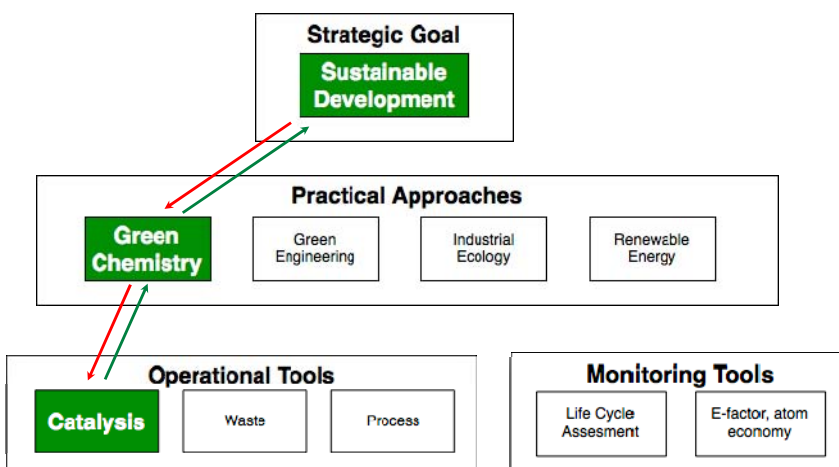 Strategic Goal
Sustainable
Development
Practical Approaches
Green
Chemistry
Green
Engineering
Industrial
Ecology
Renewable
Energy
Operational Tools
Catalysis
Waste
Process
Monitoring Tools
Life Cycle
Assesment
E-factor, atom
economy